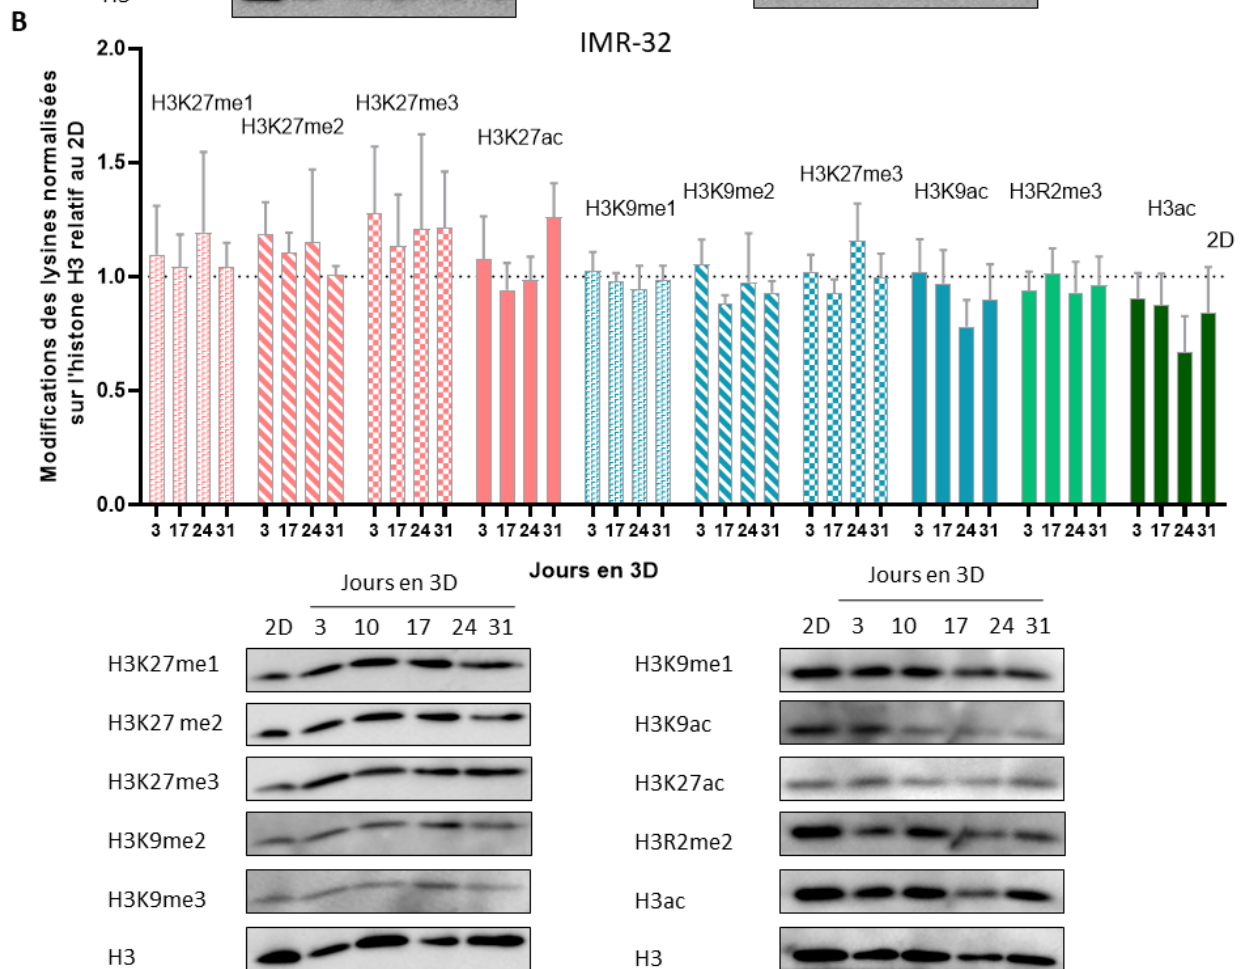 B
IMR-32
Modifications des lysines normalisées
sur l'histone H3 relatif au 2D
2.0
1.5
1.0
0.5
0.0
H3K27me1
H3K27me2
H3K27me3
H3K27ac
H3K9me1
H3K9me2
H3K27me3
H3K9ac
H3R2me3
H3ac
2D
3 17 24 31 3 17 24 31 3 17 24 31 3 17 24 31 3 17 24 31 3 17 24 31 3 17 24 31 3 17 24 31 3 17 24 31 3 17 24 31
Jours en 3D
Jours en 3D
2D 3 10 17 24 31
H3K27me1
H3K27 me2
H3K27me3
H3K9me2
H3K9me3
H3
Jours en 3D
2D 3 10 17 24 31
H3K9me1
H3K9ac
H3K27ac
H3R2me2
H3ac
H3